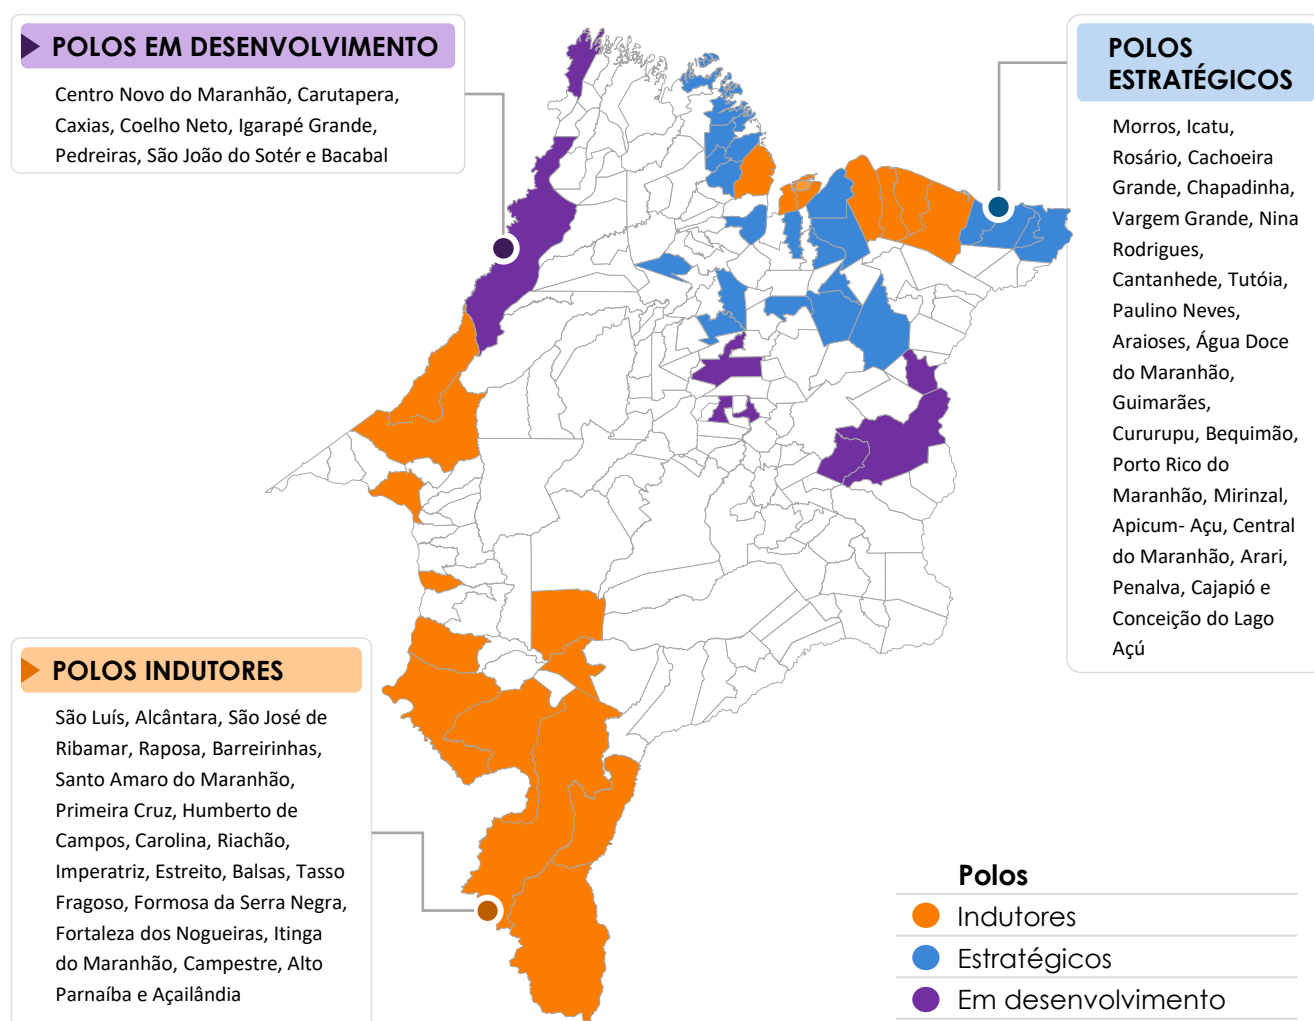 POLOS EM DESENVOLVIMENTO
Centro Novo do Maranhão, Carutapera,
Caxias, Coelho Neto, Igarapé Grande,
Pedreiras, São João do Sotér e Bacabal
POLOS
ESTRATÉGICOS
Morros, Icatu,
Rosário, Cachoeira
Grande, Chapadinha,
Vargem Grande, Nina
Rodrigues,
Cantanhede, Tutóia,
Paulino Neves,
Araioses, Água Doce
do Maranhão,
Guimarães,
Cururupu, Bequimão,
Porto Rico do
Maranhão, Mirinzal,
Apicum- Açu, Central
do Maranhão, Arari,
Penalva, Cajapió e
Conceição do Lago
Açú
POLOS INDUTORES
São Luís, Alcântara, São José de
Ribamar, Raposa, Barreirinhas,
Santo Amaro do Maranhão,
Primeira Cruz, Humberto de
Campos, Carolina, Riachão,
Imperatriz, Estreito, Balsas, Tasso
Fragoso, Formosa da Serra Negra,
Fortaleza dos Nogueiras, Itinga
do Maranhão, Campestre, Alto
Parnaíba e Açailândia
Polos
Indutores
Estratégicos
Em desenvolvimento